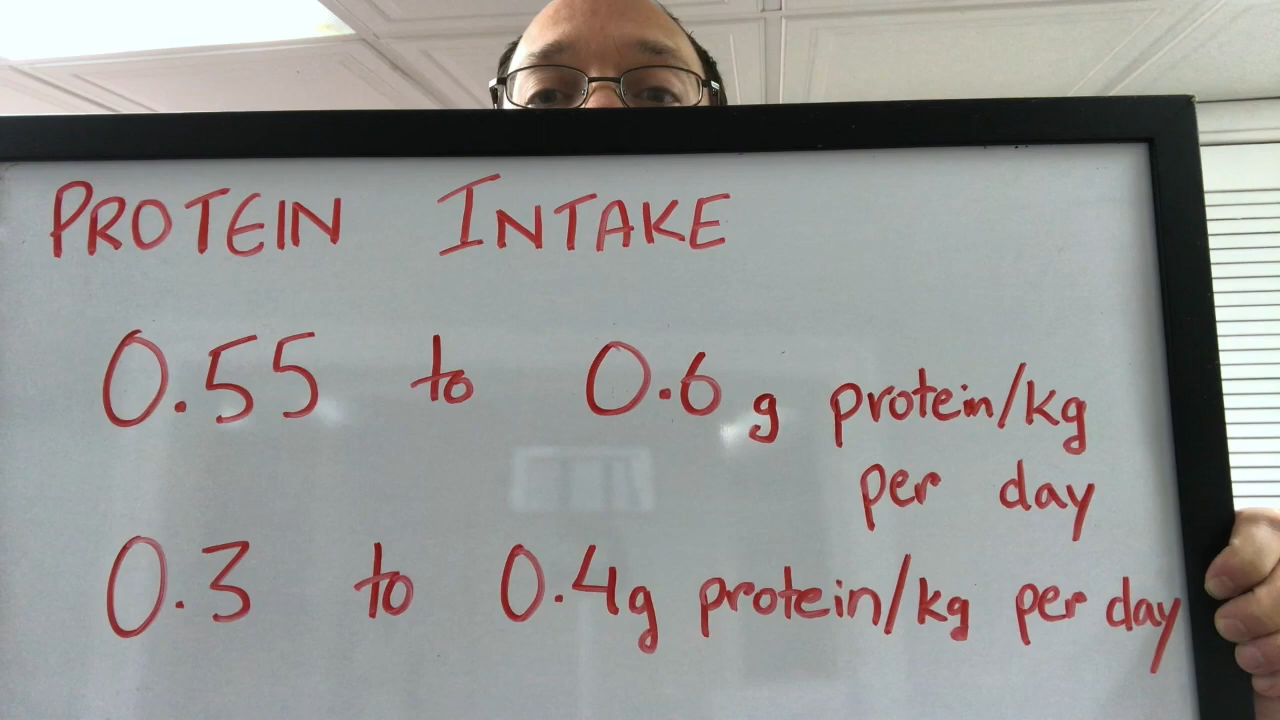 PROTEIN INTAKE
0.55 to 0.6g protein/kg
per day
0.3 to 0.4g protein/kg per day